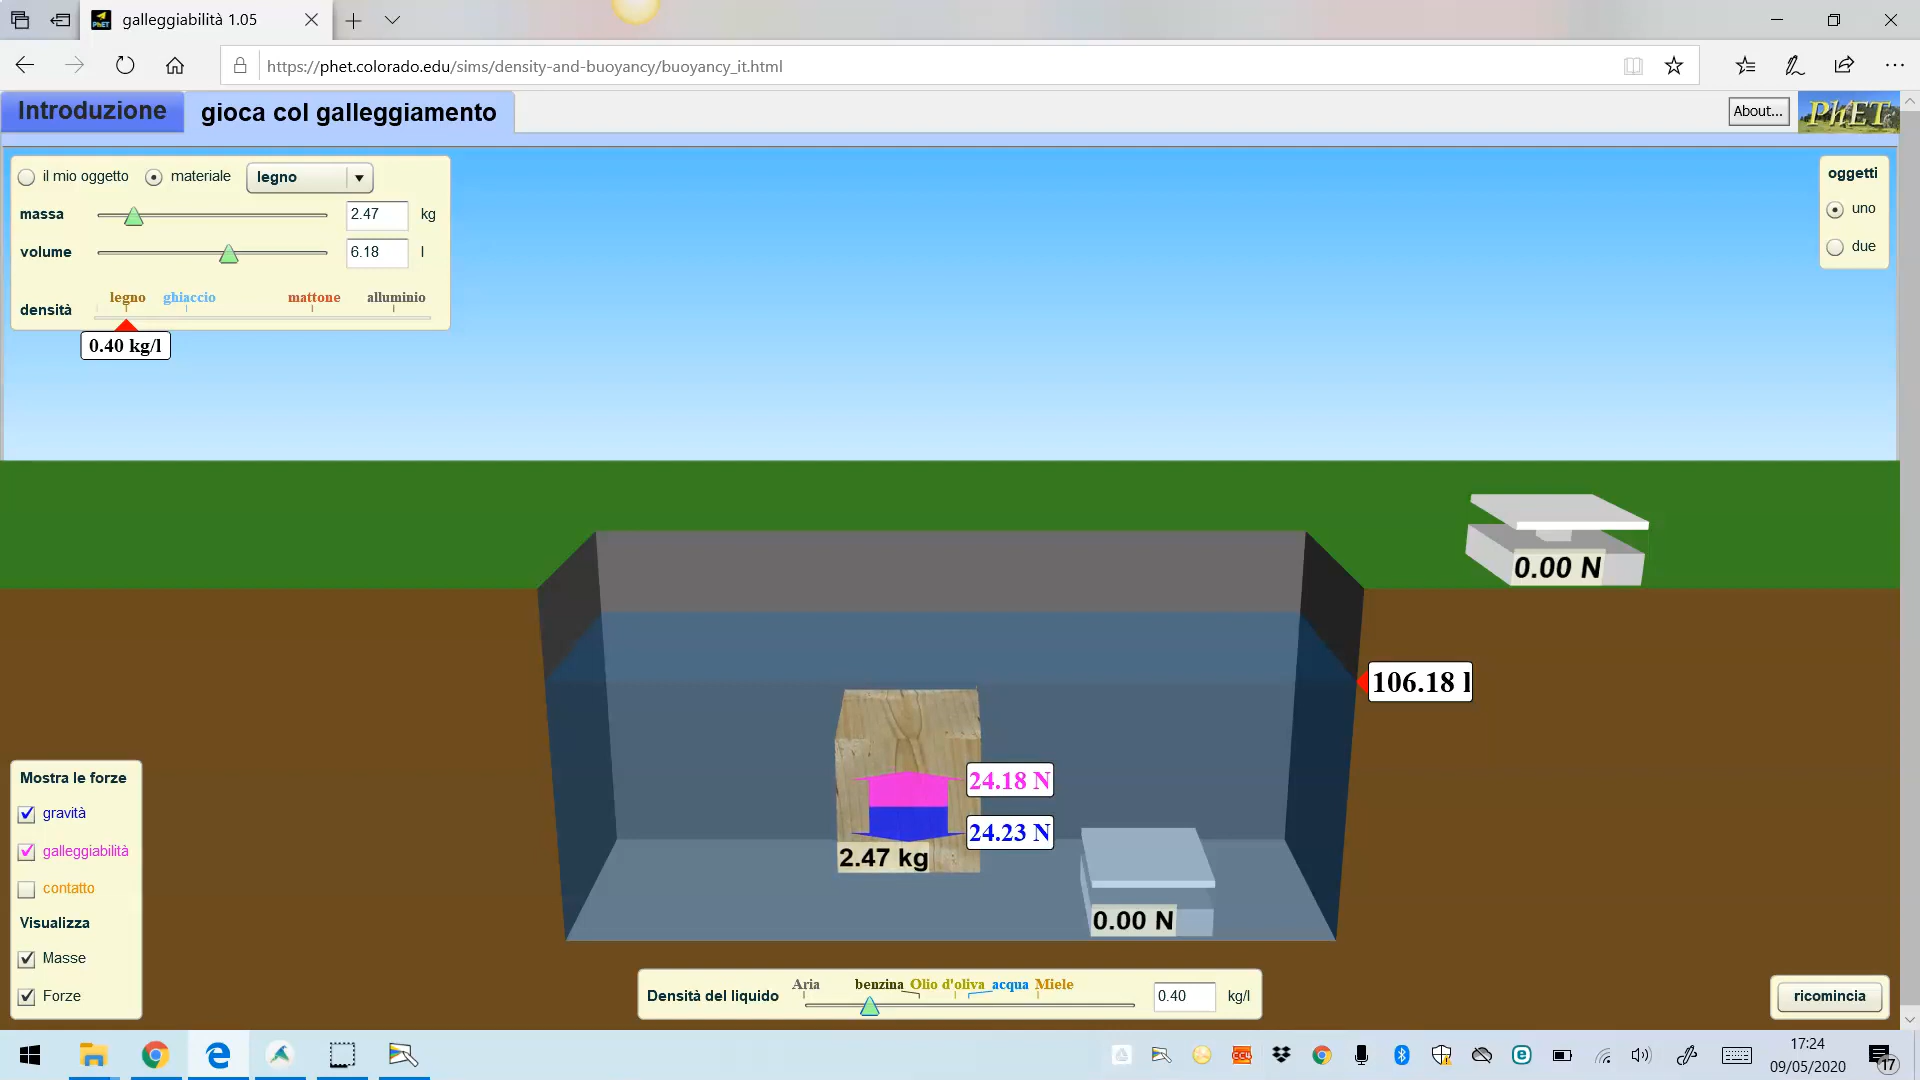 galleggiabilità 1.05
https://phet.colorado.edu/sims/density-and-buoyancy/buoyancy_it.html
Introduzione
gioca col galleggiamento
About...
PhET
il mio oggetto
materiale
legno
massa
2.47
kg
volume
6.18
l
legno
ghiaccio
mattone
alluminio
densità
0.40 kg/l
oggetti
uno
due
0.00 N
106.18 l
24.18 N
24.23 N
2.47 kg
0.00 N
Mostra le forze
gravità
galleggiabilità
contatto
Visualizza
Masse
Forze
Aria
benzina
Olio d'oliva
acqua
Miele
Densità del liquido
0.40
kg/l
ricomincia
17:24
09/05/2020
17